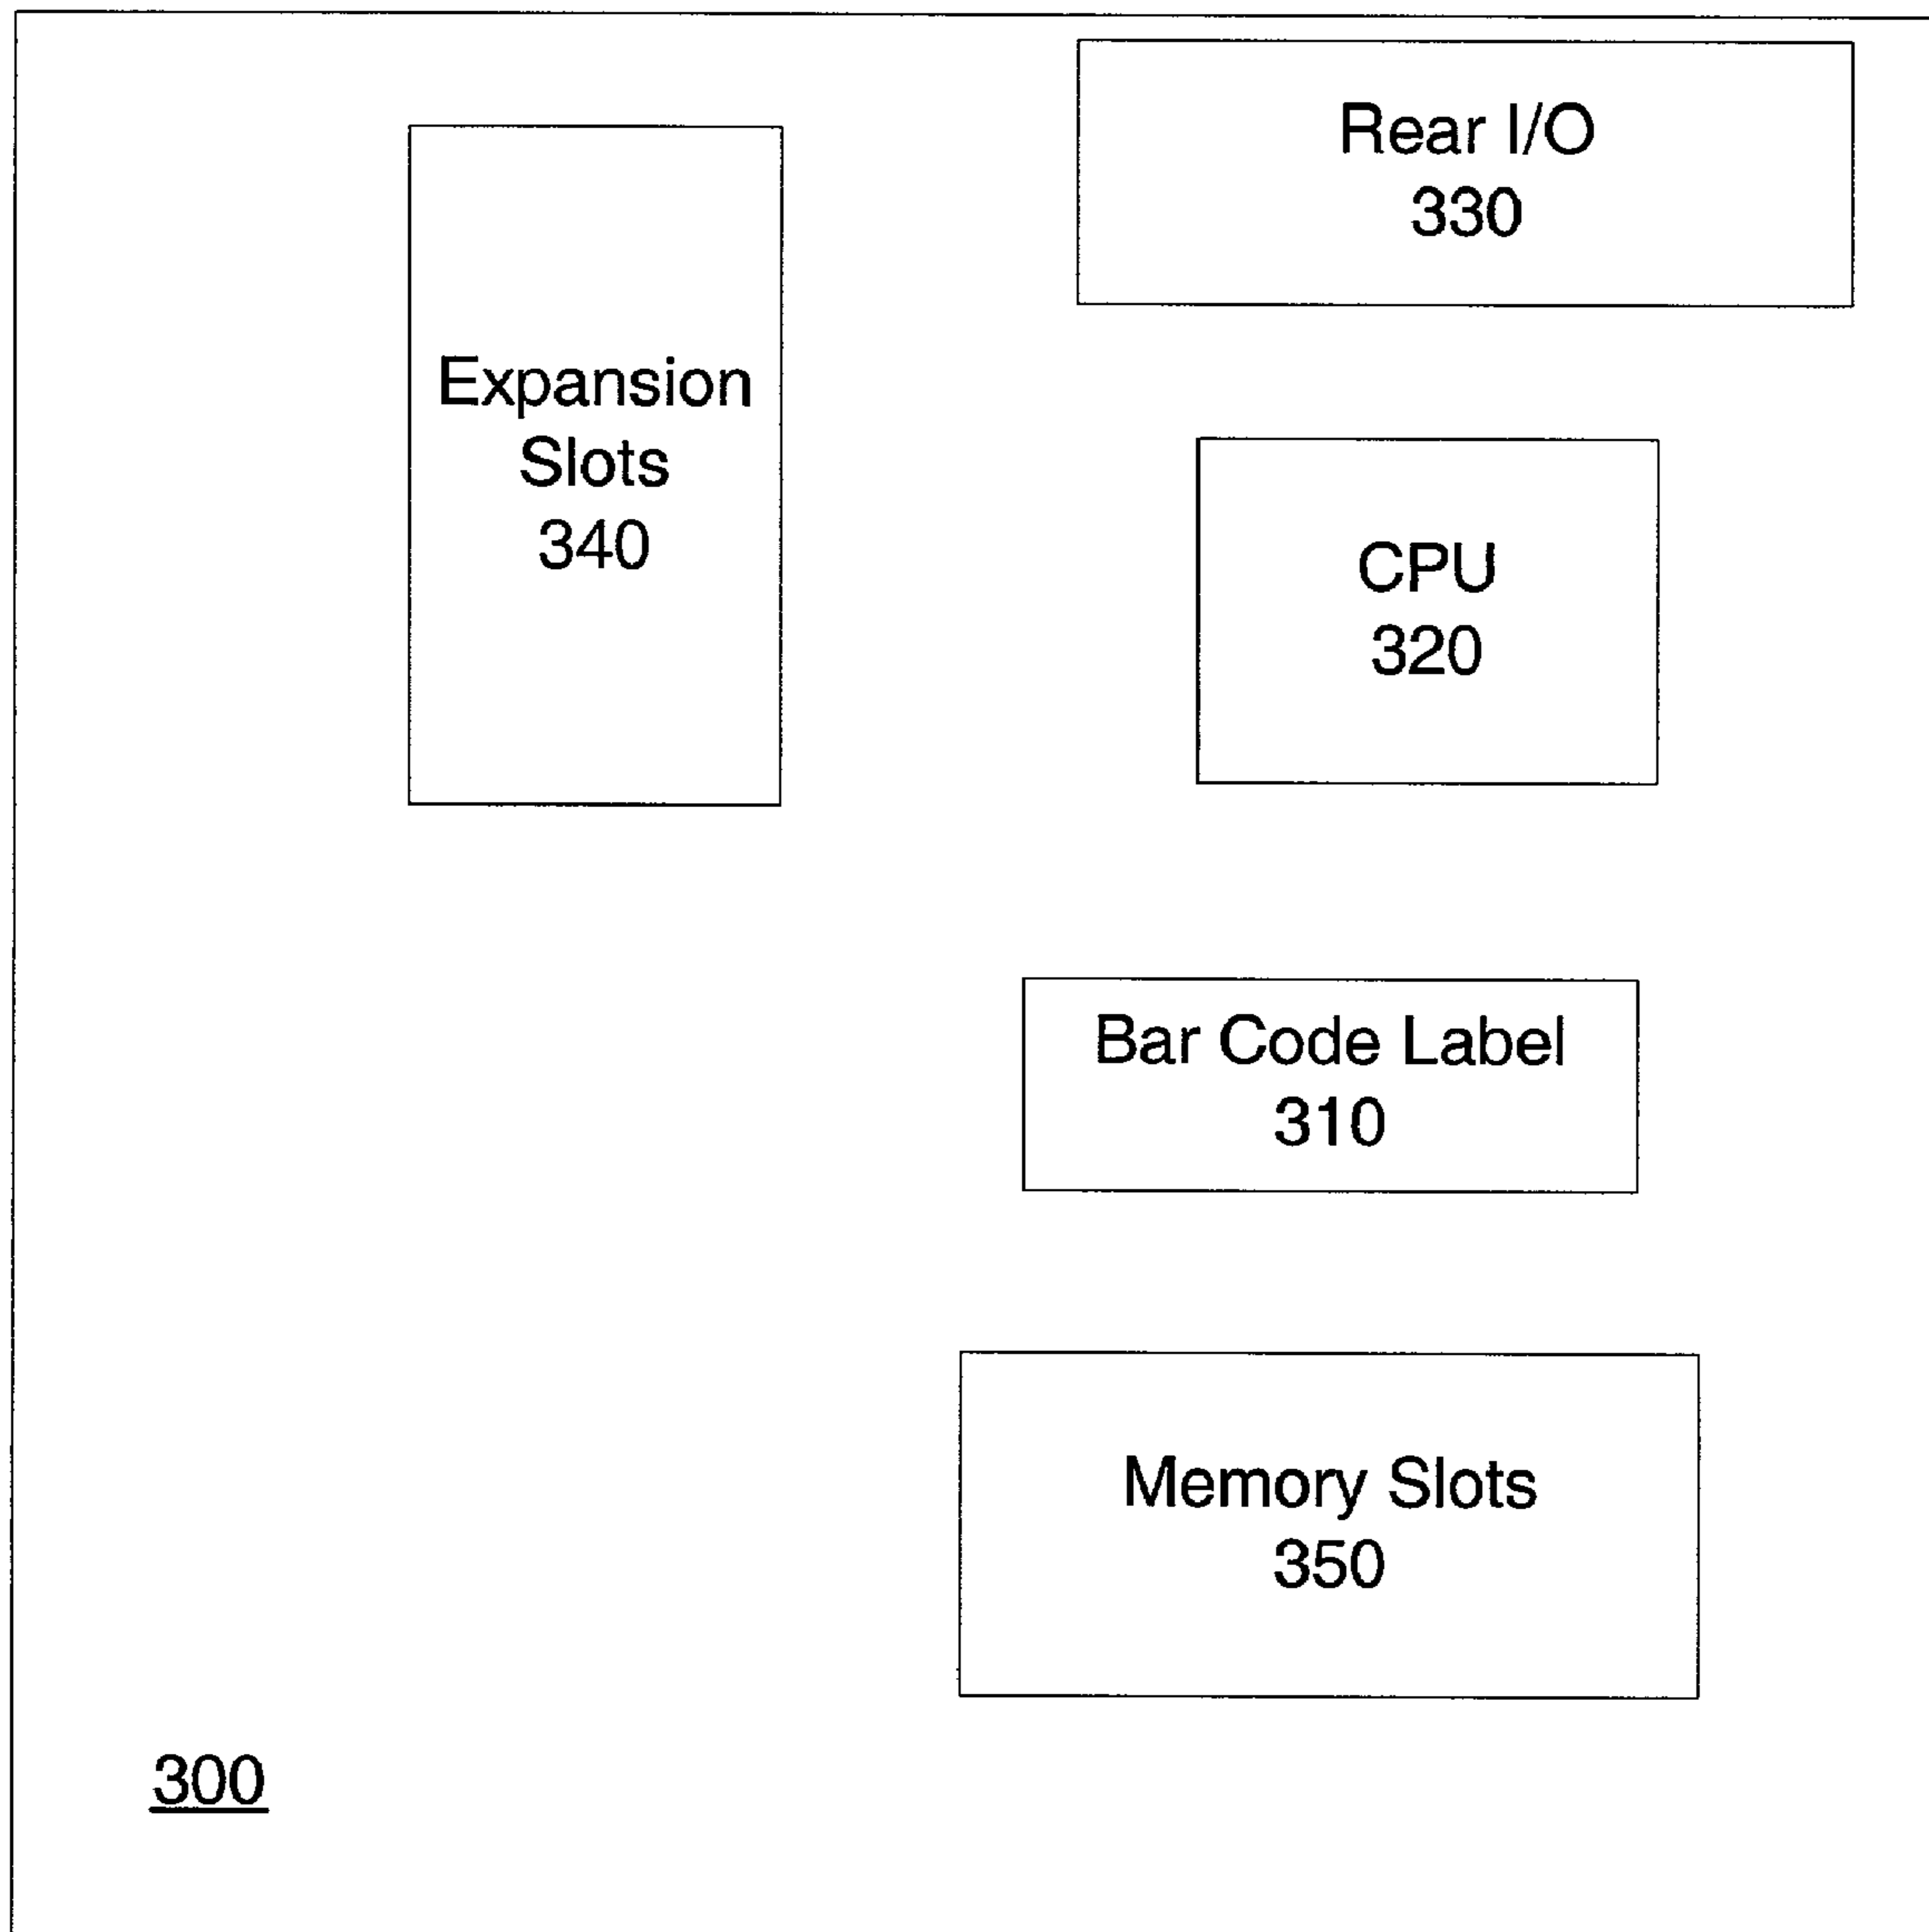 Rear I/O
330
Expansion
Slots
340
CPU
320
Bar Code Label
310
Memory Slots
350
300